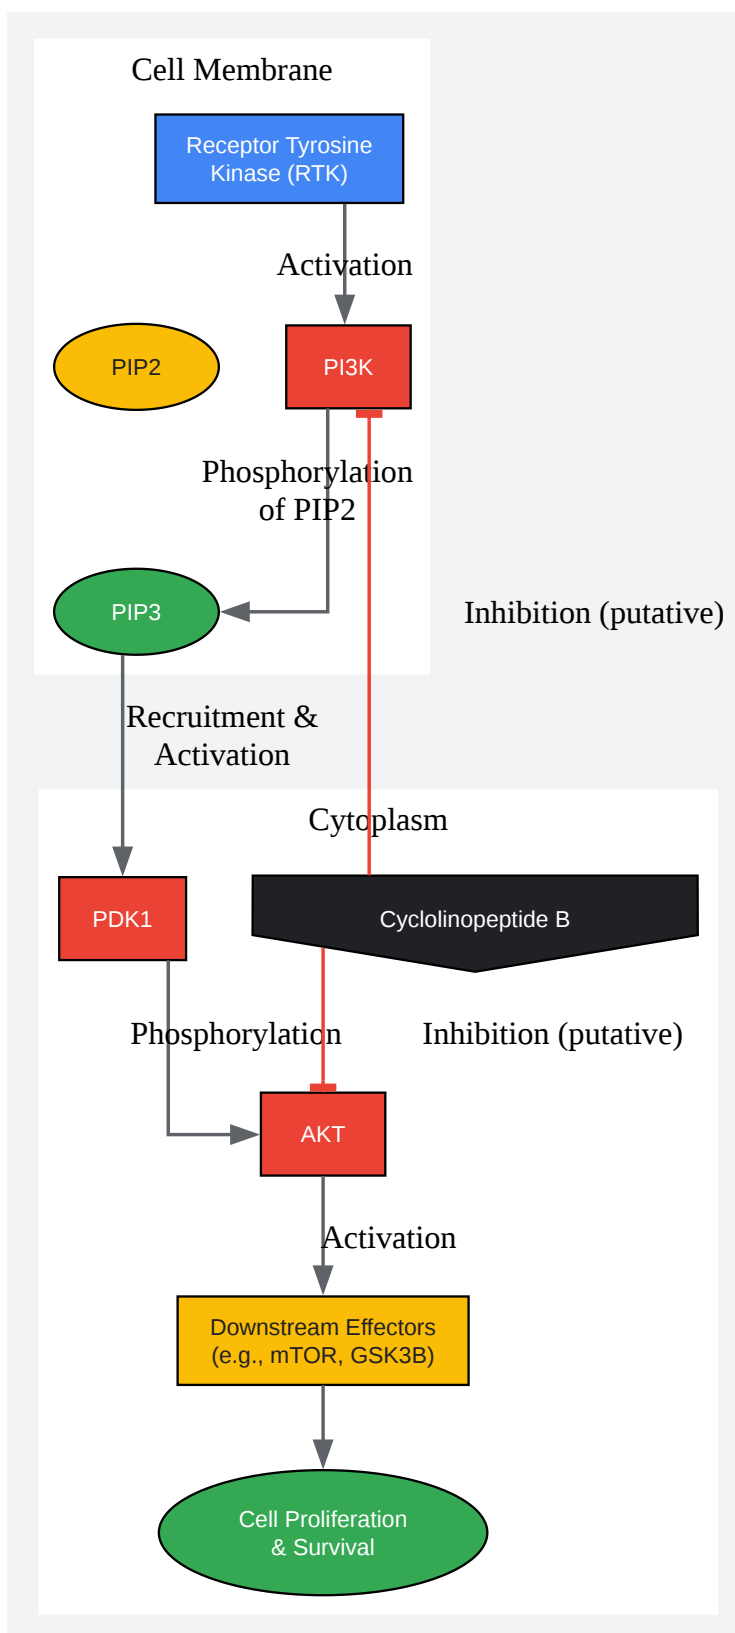 Cell Membrane
Receptor Tyrosine
Kinase (RTK)
Activation
PIP2
PI3K
Phosphorylation
of PIP2
PIP3
Inhibition (putative)
Recruitment &
Activation
Cytoplasm
PDK1
Cyclolinopeptide B
Phosphorylation
Inhibition (putative)
AKT
Activation
Downstream Effectors
(e.g., mTOR, GSK3B)
Cell Proliferation
& Survival